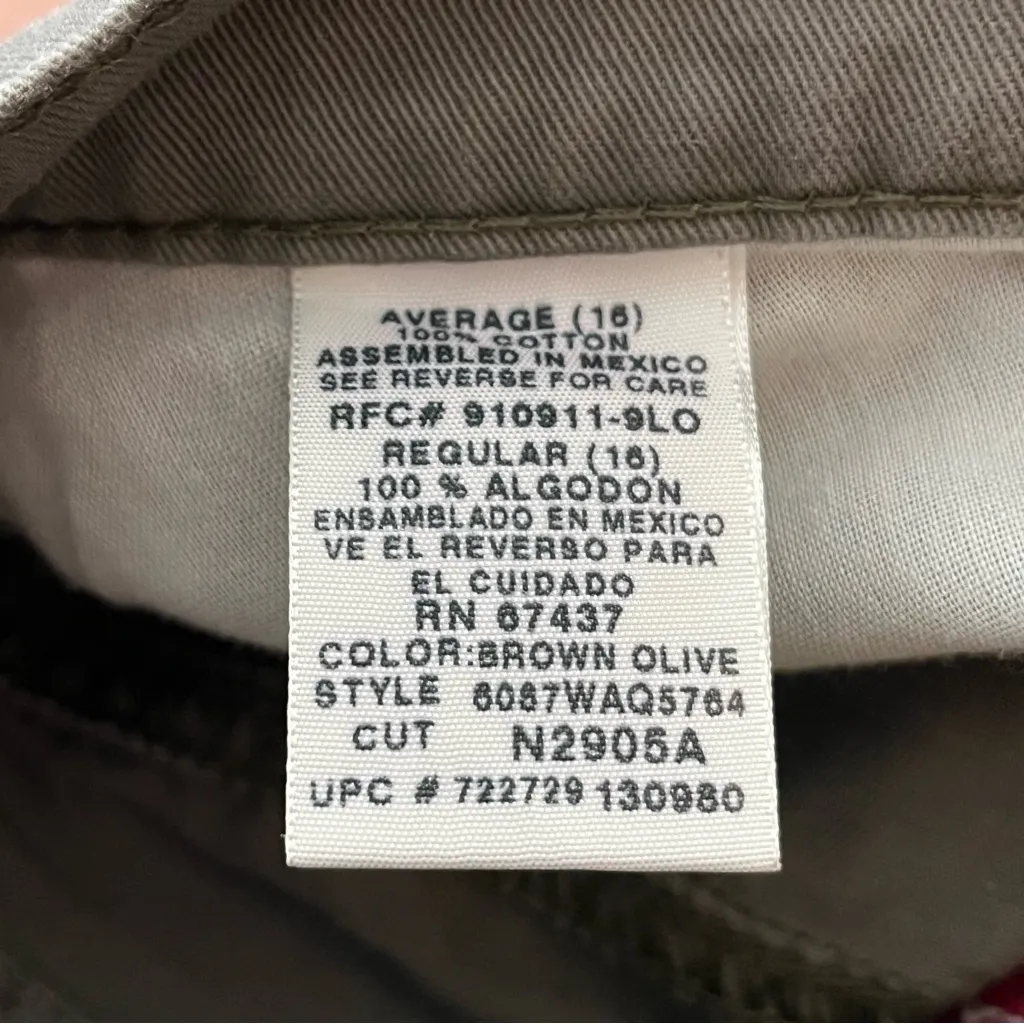 AVERAGE (16)
100% COTTON
ASSEMBLED IN MEXICO
SEE REVERSE FOR CARE
RFC# 910911-9LO
REGULAR (16)
100 % ALGODON
ENSAMBLADO EN MEXICO
VE EL REVERSO PARA
EL CUIDADO
RN 67437
COLOR:BROWN OLIVE
STYLE 6087WAQ5764
CUT N2905A
UPC # 722729 130980